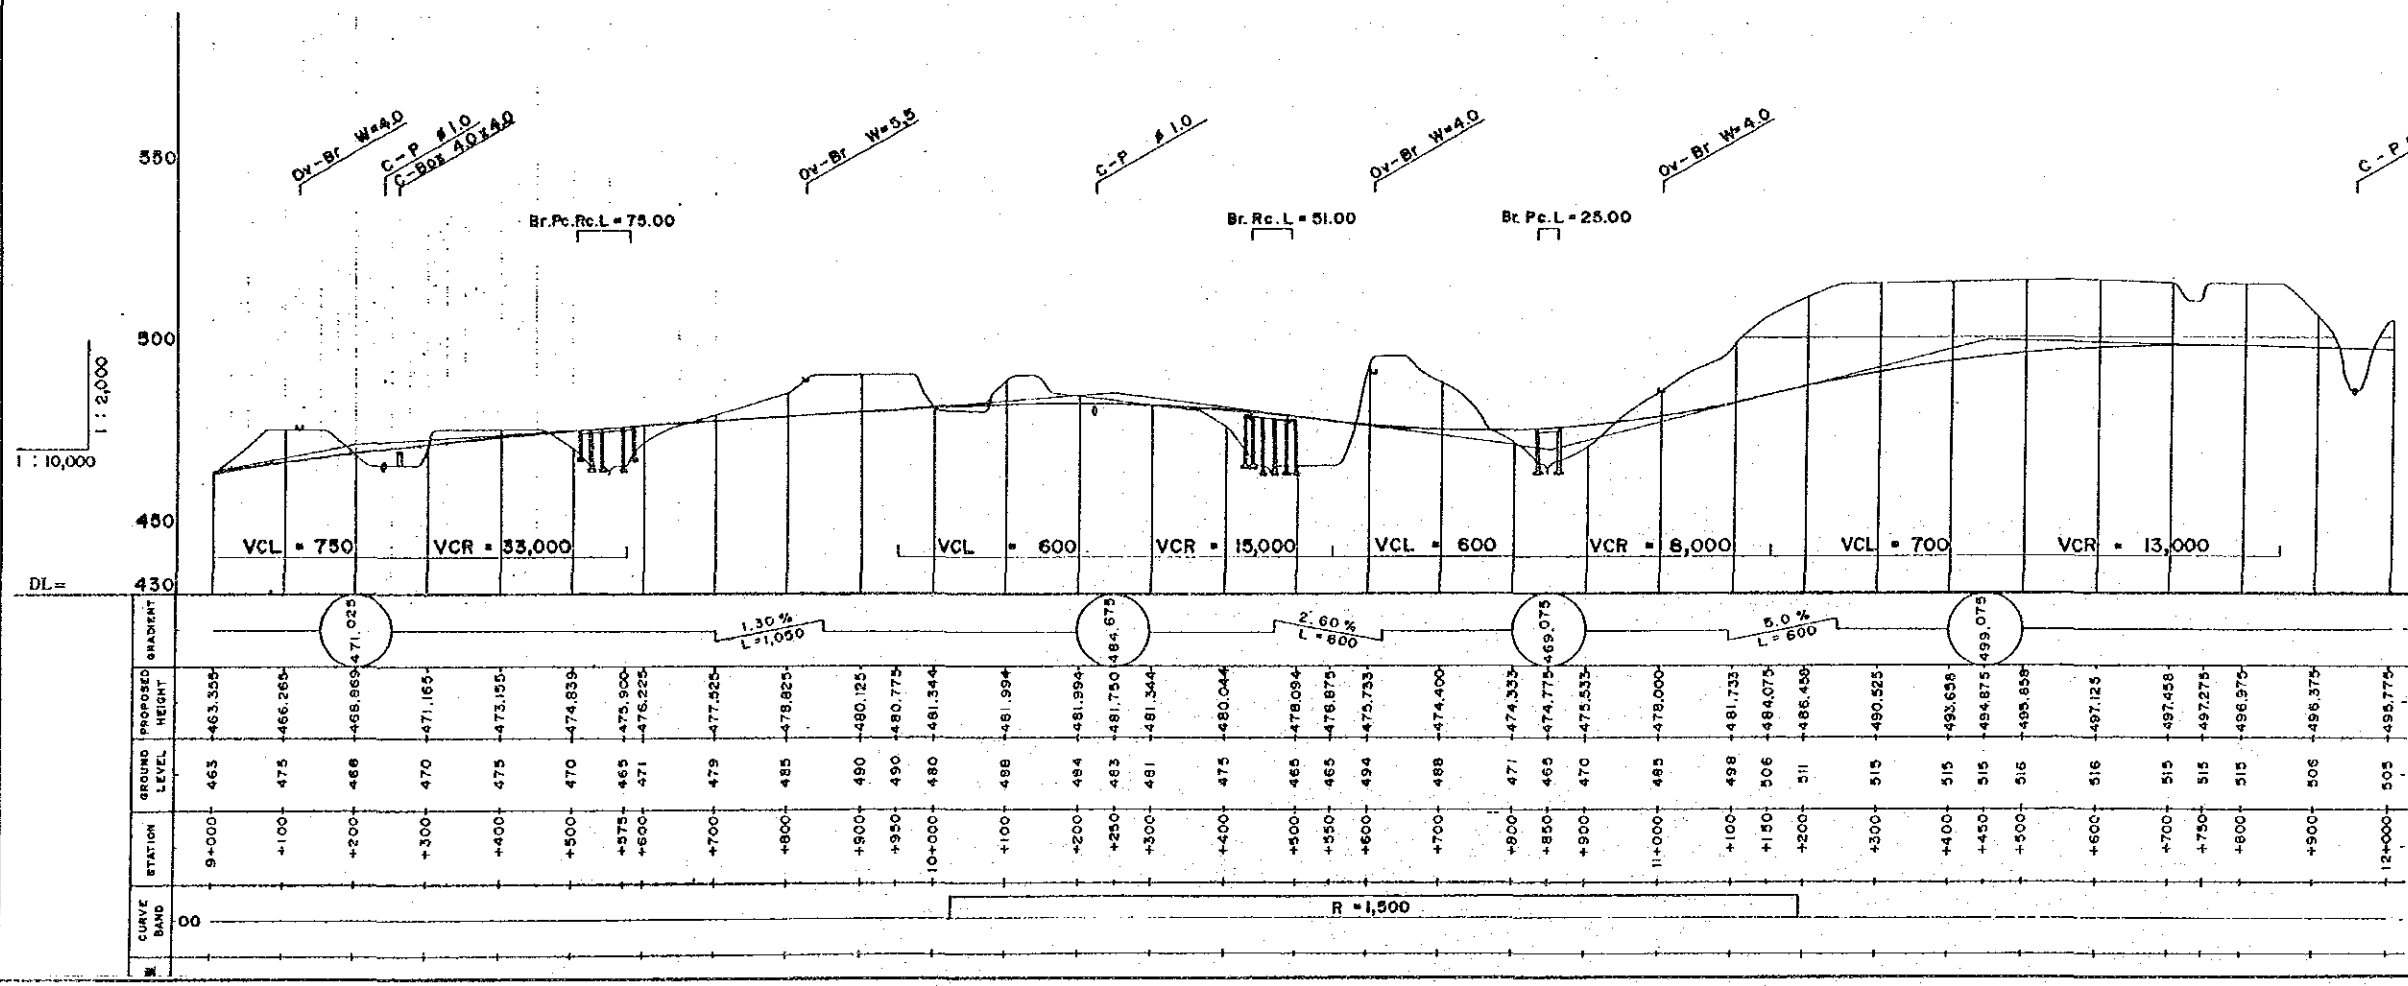 Ov-Br W=4.0
C-P ø1.0
C-Box 4.0x4.0
Ov-Br W=5.5
C-P ø1.0
Ov-Br W=4.0
Ov-Br W=4.0
C-P
550
Br.Pc.Rc.L=75.00
Br.Rc.L=51.00
Br.Pc.L=25.00
500
1:2,000
1:10,000
450
VCL = 750 VCR = 33,000 VCL = 600 VCR = 15,000 VCL = 600 VCR = 8,000 VCL = 700 VCR = 13,000
DL= 430
GRADIENT 471.025 1.30% L=1,050 484.675 2.60% L=600 469.075 5.0% L=600 499.075
PROPOSED HEIGHT 463.355 466.265 468.869 471.165 473.155 474.839 475.900 476.225 477.525 478.825 480.125 480.775 481.344 481.994 481.994 481.750 481.344 480.044 478.094 476.875 475.733 474.400 474.333 474.775 475.533 478.000 481.733 484.075 486.458 490.525 493.658 494.875 495.858 497.125 497.458 497.275 496.975 496.375 495.775
GROUND LEVEL 463 475 468 470 475 470 465 471 479 485 490 490 480 488 484 483 481 475 465 465 494 488 471 465 470 485 498 506 511 515 515 515 516 516 515 515 515 506 505
STATION 9+000 +100 +200 +300 +400 +500 +575 +600 +700 +800 +900 +950 10+000 +100 +200 +250 +300 +400 +500 +550 +600 +700 +800 +850 +900 11+000 +100 +150 +200 +300 +400 +450 +500 +600 +700 +750 +800 +900 12+000
CURVE BAND 00 R=1,500